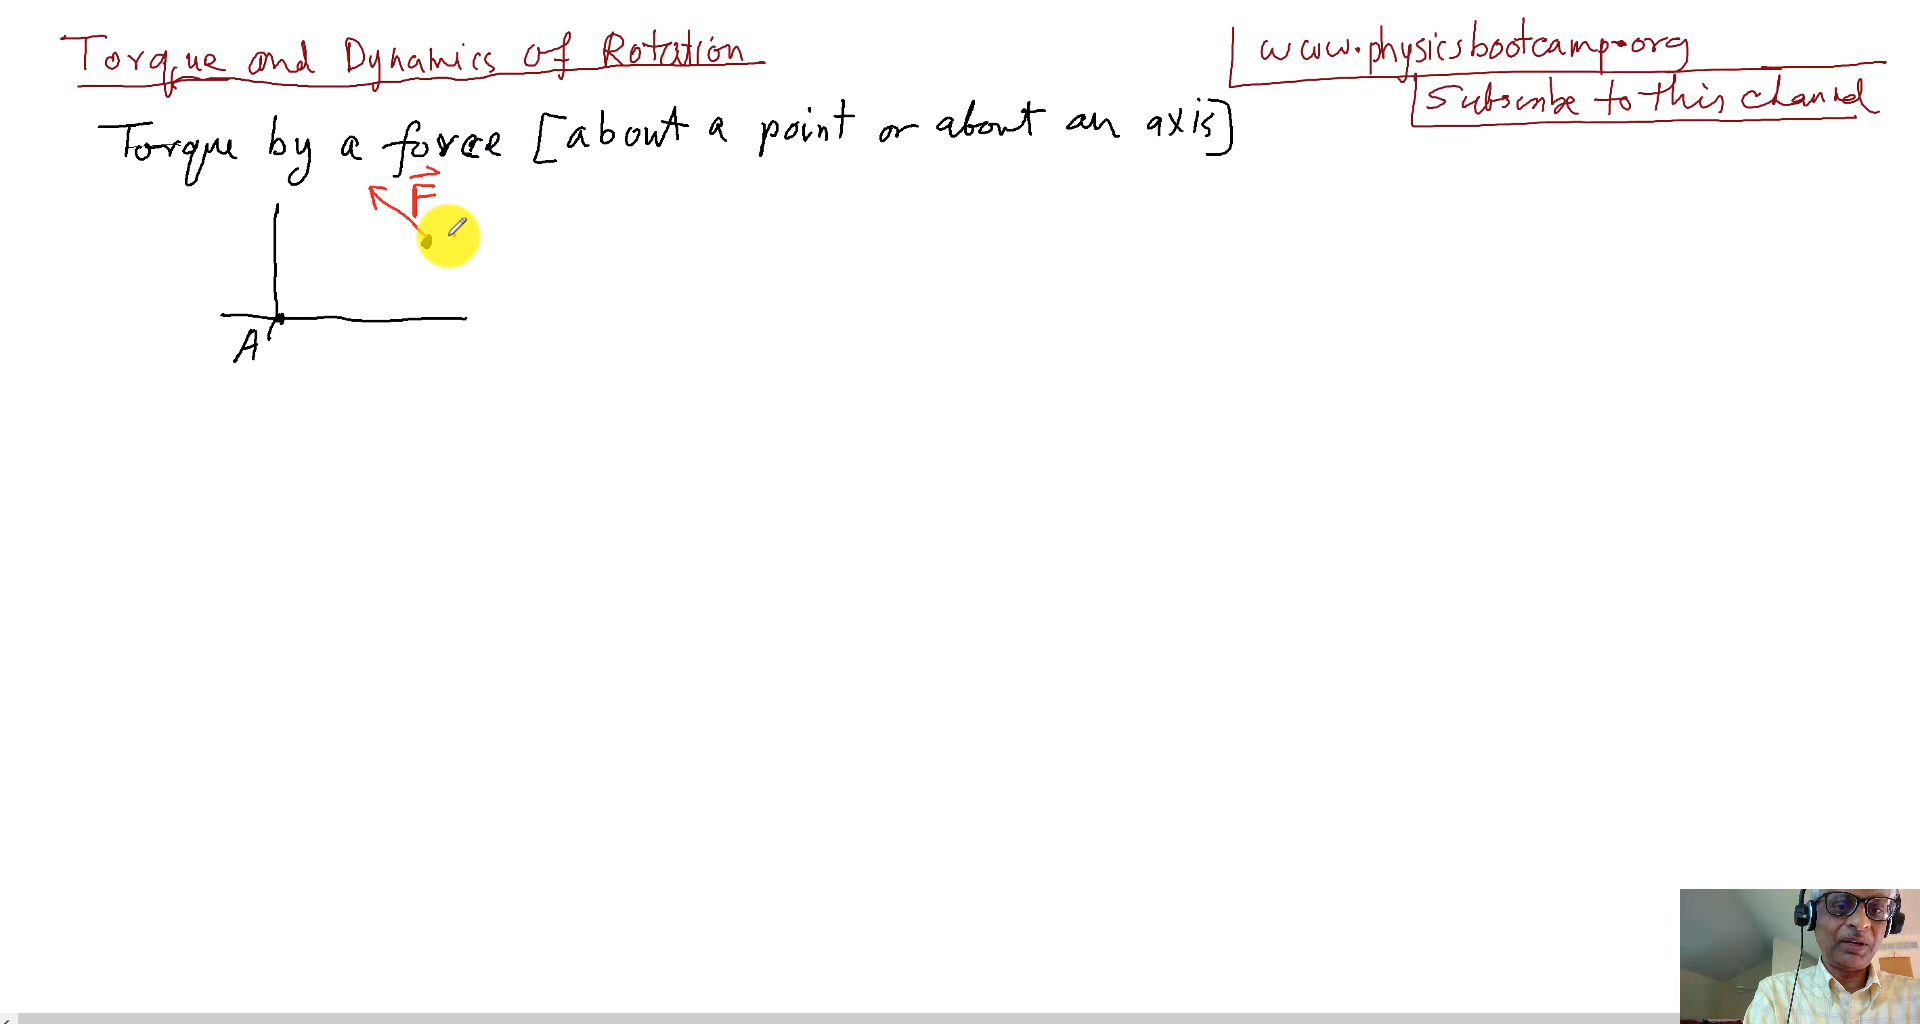 Torque and Dynamics of Rotation
www.physicsbootcamp.org
Subscribe to this channel
Torque by a force [about a point or about an axis]
F
A